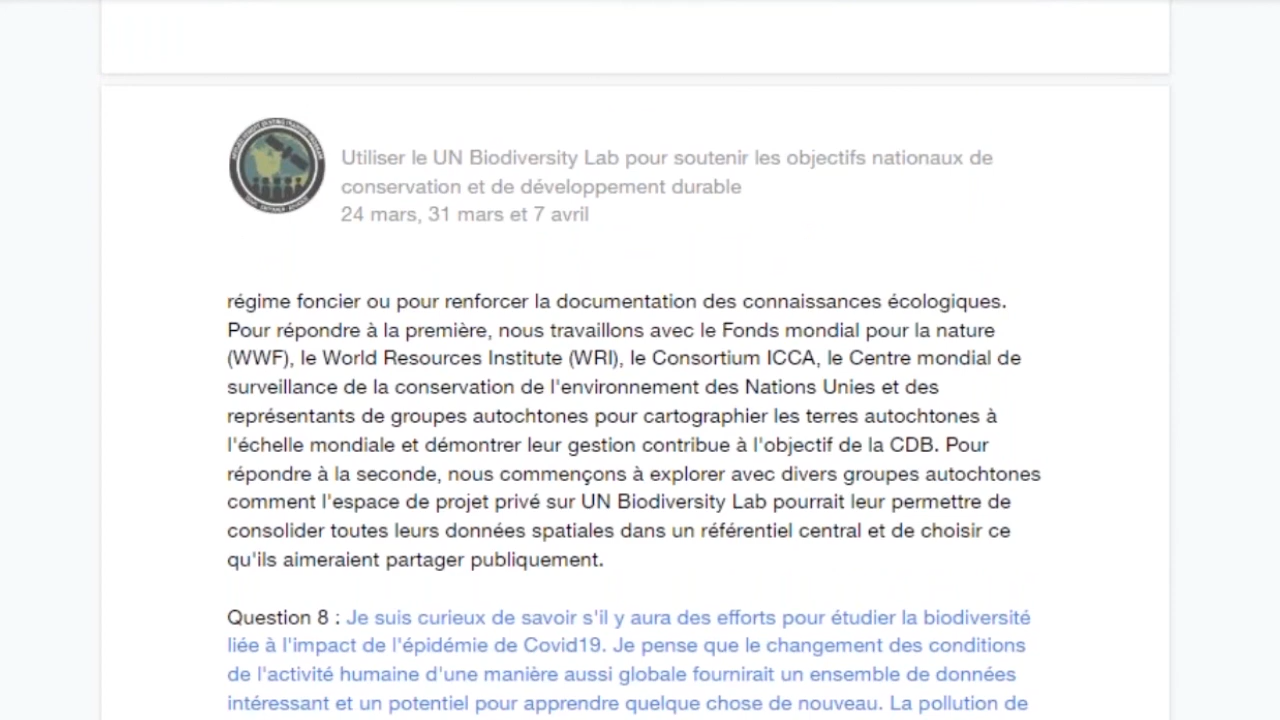 Utiliser le UN Biodiversity Lab pour soutenir les objectifs nationaux de
conservation et de développement durable
24 mars, 31 mars et 7 avril
régime foncier ou pour renforcer la documentation des connaissances écologiques.
Pour répondre à la première, nous travaillons avec le Fonds mondial pour la nature
(WWF), le World Resources Institute (WRI), le Consortium ICCA, le Centre mondial de
surveillance de la conservation de l'environnement des Nations Unies et des
représentants de groupes autochtones pour cartographier les terres autochtones à
l'échelle mondiale et démontrer leur gestion contribue à l'objectif de la CDB. Pour
répondre à la seconde, nous commençons à explorer avec divers groupes autochtones
comment l'espace de projet privé sur UN Biodiversity Lab pourrait leur permettre de
consolider toutes leurs données spatiales dans un référentiel central et de choisir ce
qu'ils aimeraient partager publiquement.
Question 8 : Je suis curieux de savoir s'il y aura des efforts pour étudier la biodiversité
liée à l'impact de l'épidémie de Covid19. Je pense que le changement des conditions
de l'activité humaine d'une manière aussi globale fournirait un ensemble de données
intéressant et un potentiel pour apprendre quelque chose de nouveau. La pollution de